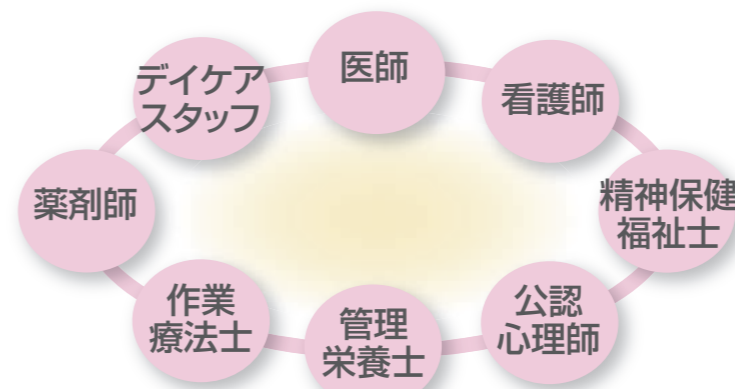 医師
看護師
精神保健
福祉士
公認
心理師
管理
栄養士
作業
療法士
薬剤師
デイケア
スタッフ